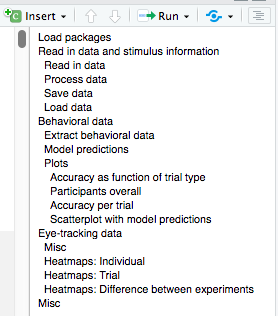 C Insert Run
Load packages
Read in data and stimulus information
Read in data
Process data
Save data
Load data
Behavioral data
Extract behavioral data
Model predictions
Plots
Accuracy as function of trial type
Participants overall
Accuracy per trial
Scatterplot with model predictions
Eye-tracking data
Misc
Heatmaps: Individual
Heatmaps: Trial
Heatmaps: Difference between experiments
Misc